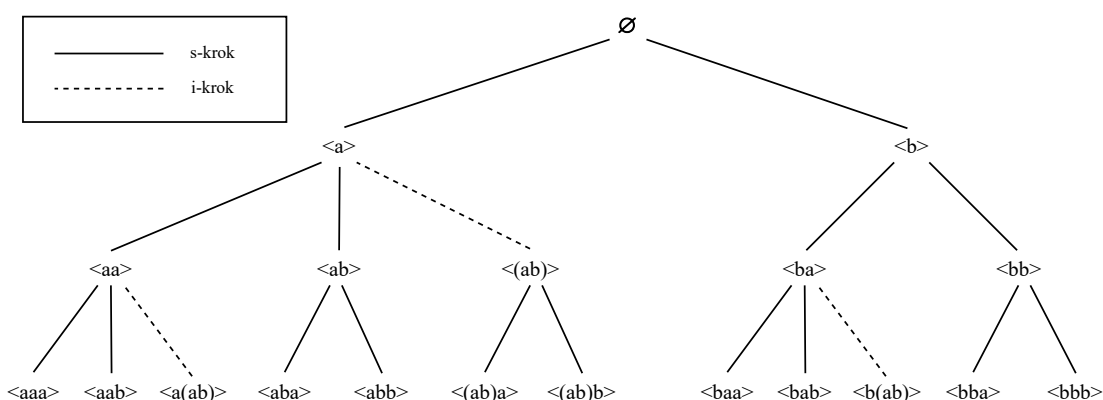 ∅
s-krok
i-krok
<a> <b>
<aa> <ab> <(ab)> <ba> <bb>
<aaa> <aab> <a(ab)> <aba> <abb> <(ab)a> <(ab)b> <baa> <bab> <b(ab)> <bba> <bbb>